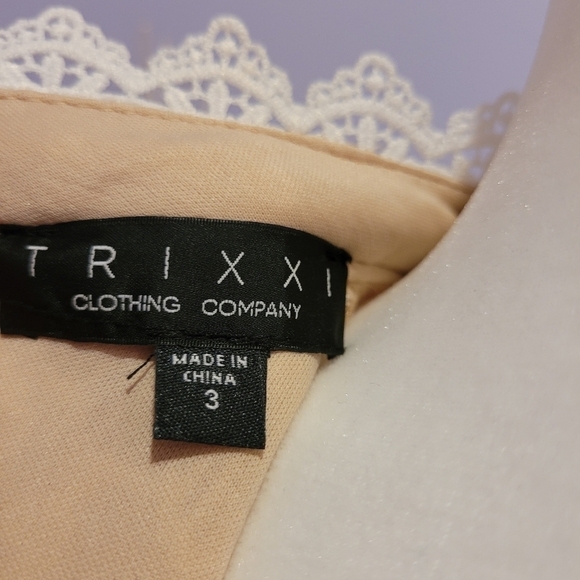 TRIXXI
CLOTHING COMPANY
MADE IN
CHINA
3